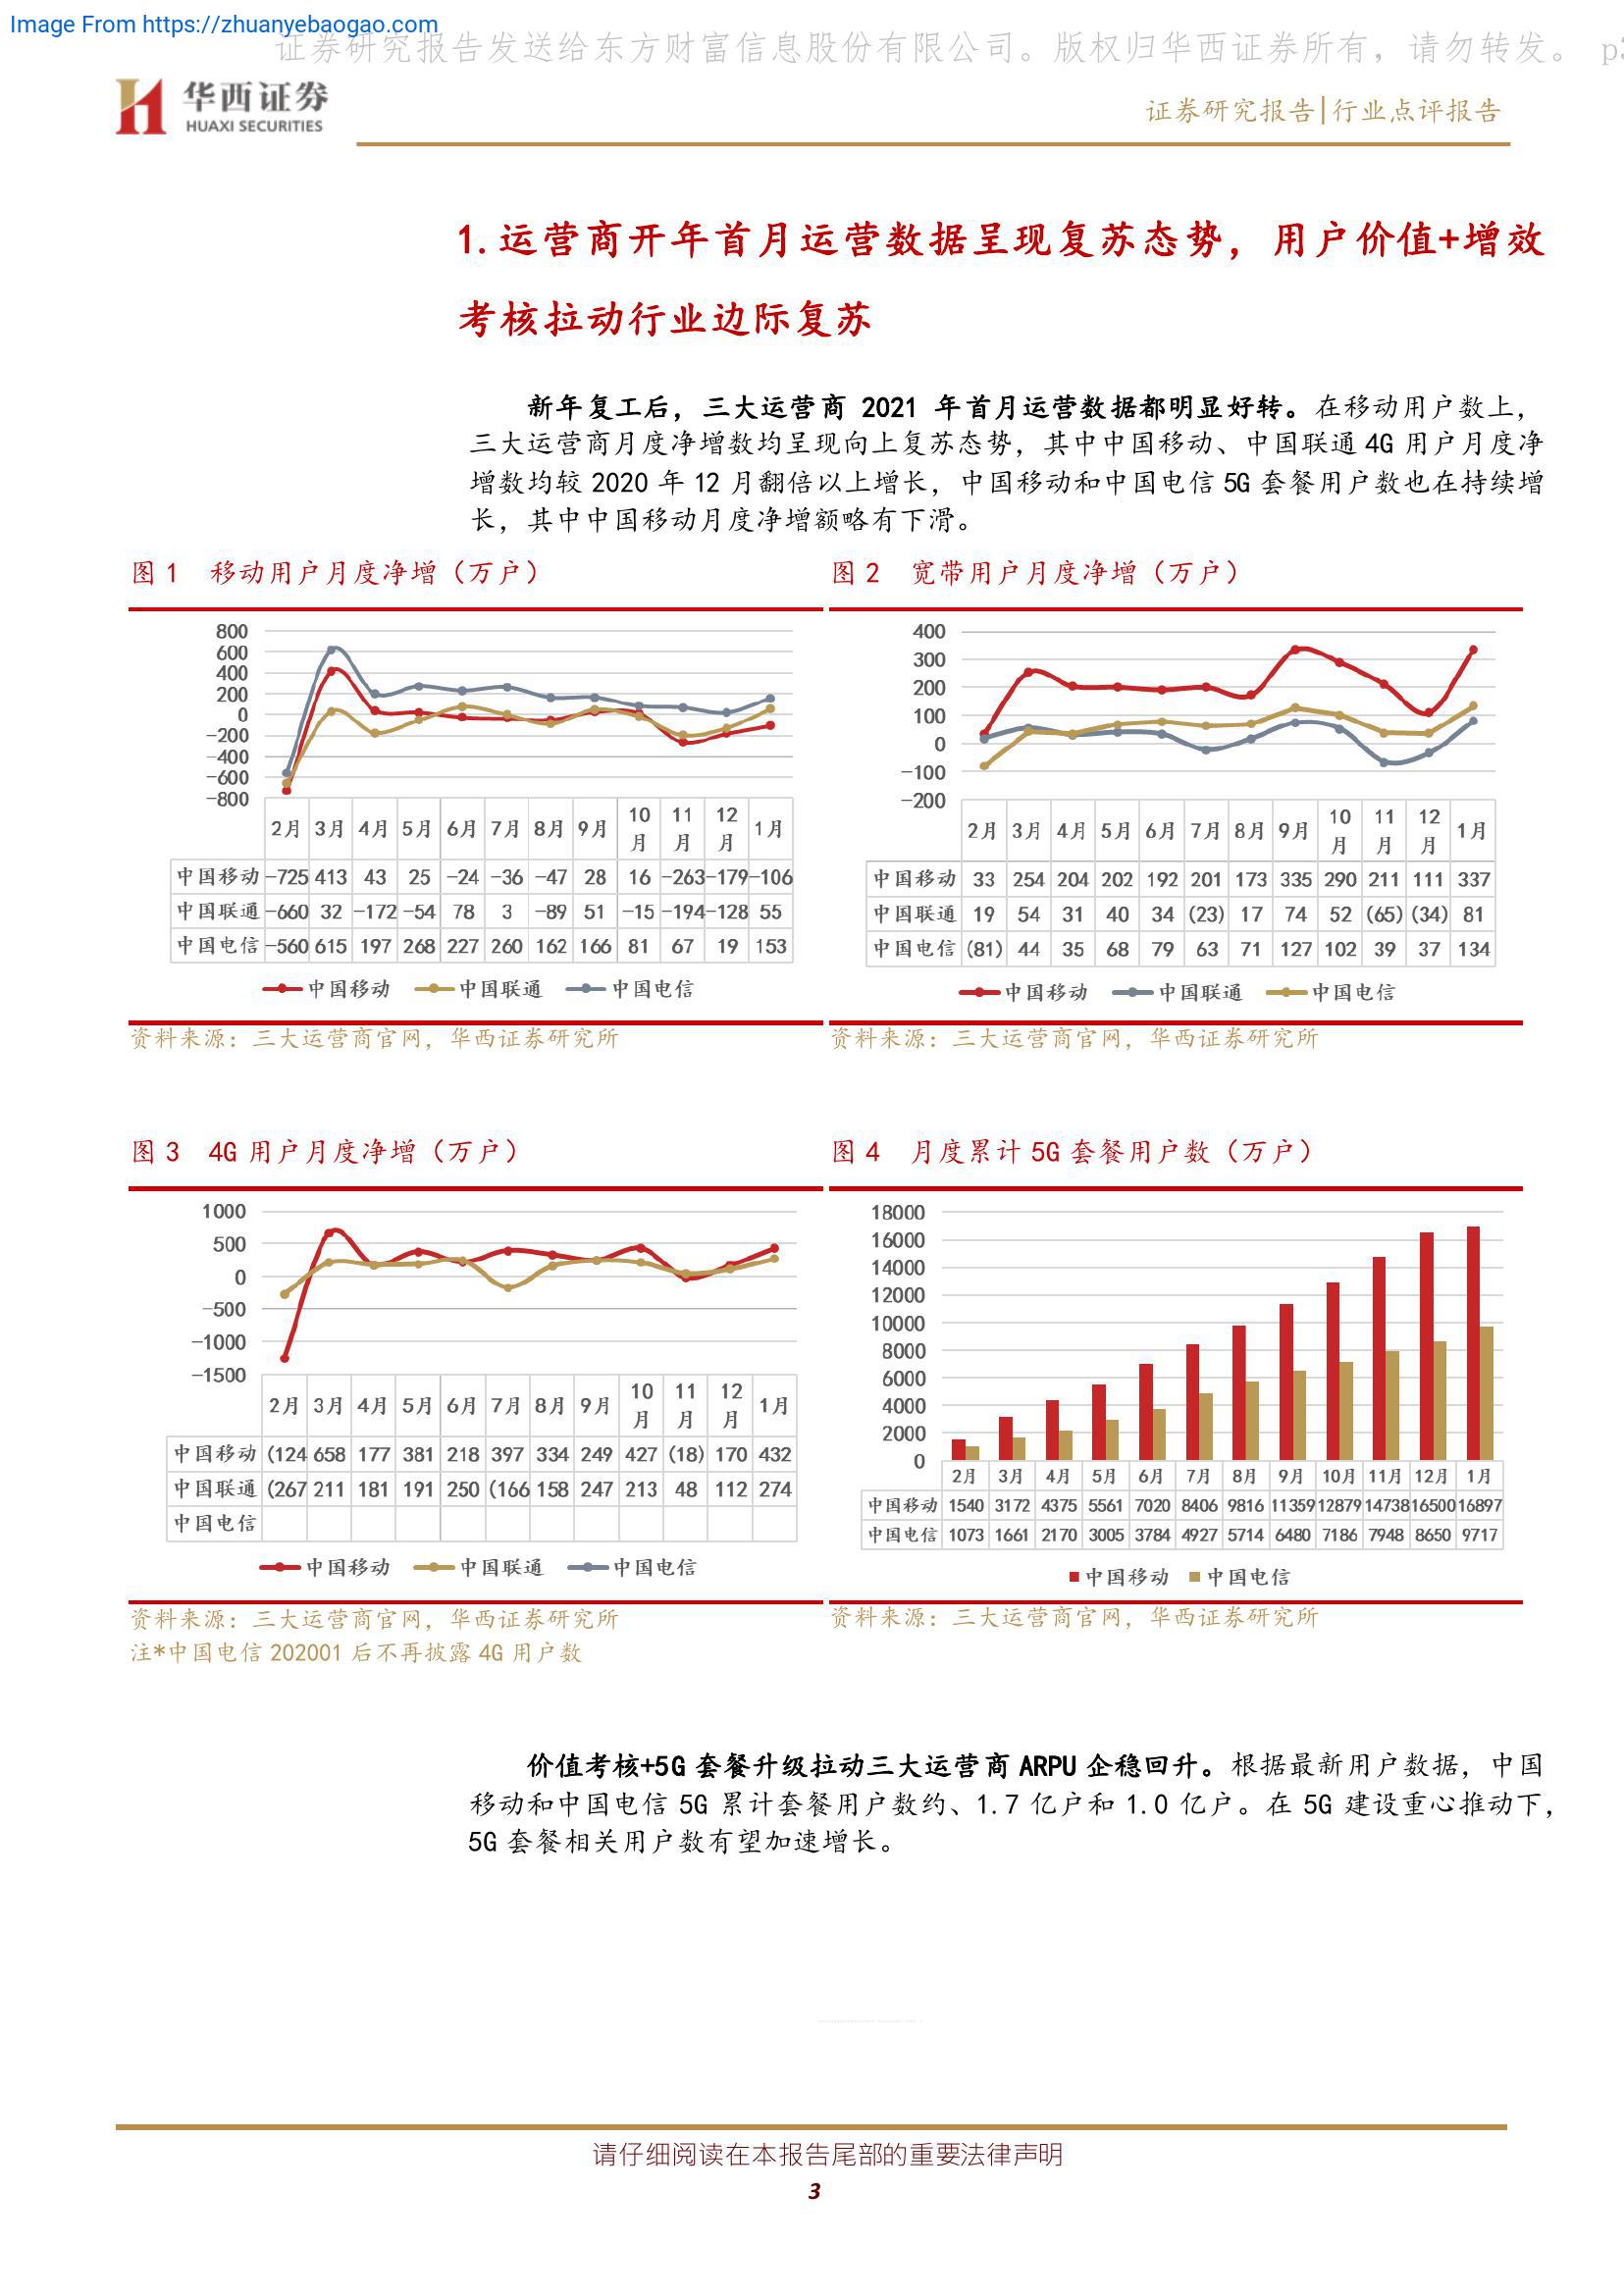 Image From https://zhuanyebaogao.com
证券研究报告发送给东方财富信息股份有限公司。版权归华西证券所有，请勿转发。 p3
华西证券
HUAXI SECURITIES
证券研究报告|行业点评报告
1.运营商开年首月运营数据呈现复苏态势，用户价值+增效
考核拉动行业边际复苏
新年复工后，三大运营商 2021 年首月运营数据都明显好转。在移动用户数上，
三大运营商月度净增数均呈现向上复苏态势，其中中国移动、中国联通 4G 用户月度净
增数均较 2020 年 12 月翻倍以上增长，中国移动和中国电信 5G 套餐用户数也在持续增
长，其中中国移动月度净增额略有下滑。
图 1 移动用户月度净增（万户）
800
600
400
200
0
-200
-400
-600
-800
2月 3月 4月 5月 6月 7月 8月 9月 10月 11月 12月 1月
中国移动 -725 413 43 25 -24 -36 -47 28 16 -263 -179 -106
中国联通 -660 32 -172 -54 78 3 -89 51 -15 -194 -128 55
中国电信 -560 615 197 268 227 260 162 166 81 67 19 153
中国移动 中国联通 中国电信
资料来源：三大运营商官网，华西证券研究所
图 2 宽带用户月度净增（万户）
400
300
200
100
0
-100
-200
2月 3月 4月 5月 6月 7月 8月 9月 10月 11月 12月 1月
中国移动 33 254 204 202 192 201 173 335 290 211 111 337
中国联通 19 54 31 40 34 (23) 17 74 52 (65) (34) 81
中国电信 (81) 44 35 68 79 63 71 127 102 39 37 134
中国移动 中国联通 中国电信
资料来源：三大运营商官网，华西证券研究所
图 3 4G 用户月度净增（万户）
1000
500
0
-500
-1000
-1500
2月 3月 4月 5月 6月 7月 8月 9月 10月 11月 12月 1月
中国移动 (124 658 177 381 218 397 334 249 427 (18) 170 432
中国联通 (267 211 181 191 250 (166 158 247 213 48 112 274
中国电信
中国移动 中国联通 中国电信
资料来源：三大运营商官网，华西证券研究所
注*中国电信 202001 后不再披露 4G 用户数
图 4 月度累计 5G 套餐用户数（万户）
18000
16000
14000
12000
10000
8000
6000
4000
2000
0
2月 3月 4月 5月 6月 7月 8月 9月 10月 11月 12月 1月
中国移动 1540 3172 4375 5561 7020 8406 9816 11359 12879 14738 16500 16897
中国电信 1073 1661 2170 3005 3784 4927 5714 6480 7186 7948 8650 9717
中国移动 中国电信
资料来源：三大运营商官网，华西证券研究所
价值考核+5G 套餐升级拉动三大运营商 ARPU 企稳回升。根据最新用户数据，中国
移动和中国电信 5G 累计套餐用户数约、1.7 亿户和 1.0 亿户。在 5G 建设重心推动下，
5G 套餐相关用户数有望加速增长。
请仔细阅读在本报告尾部的重要法律声明
3